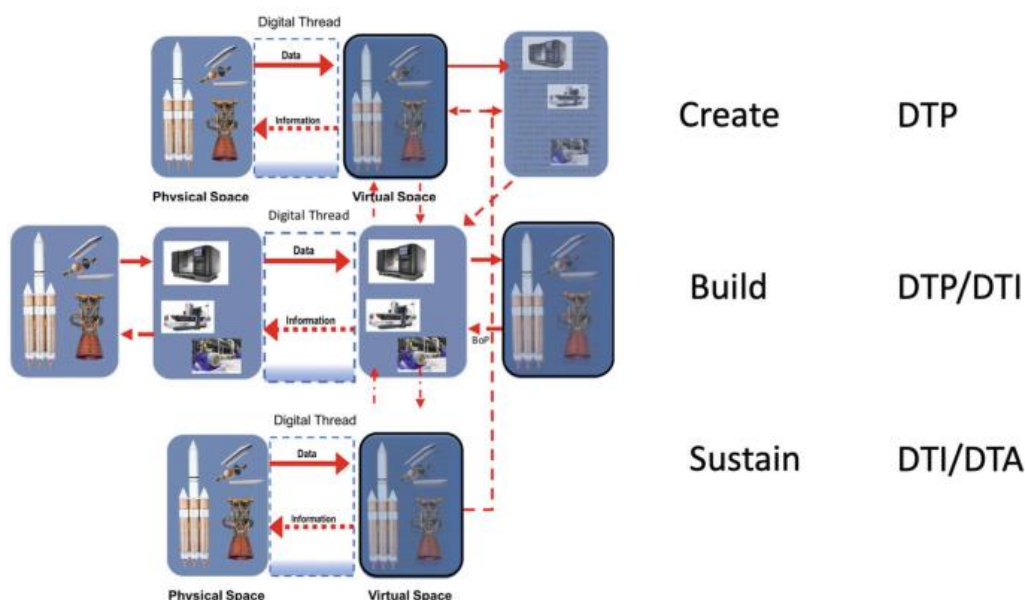 Digital Thread
Data
Information
Physical Space
Virtual Space
Create
DTP
Digital Thread
Data
Information
BoP
Build
DTP/DTI
Digital Thread
Data
Information
Physical Space
Virtual Space
Sustain
DTI/DTA